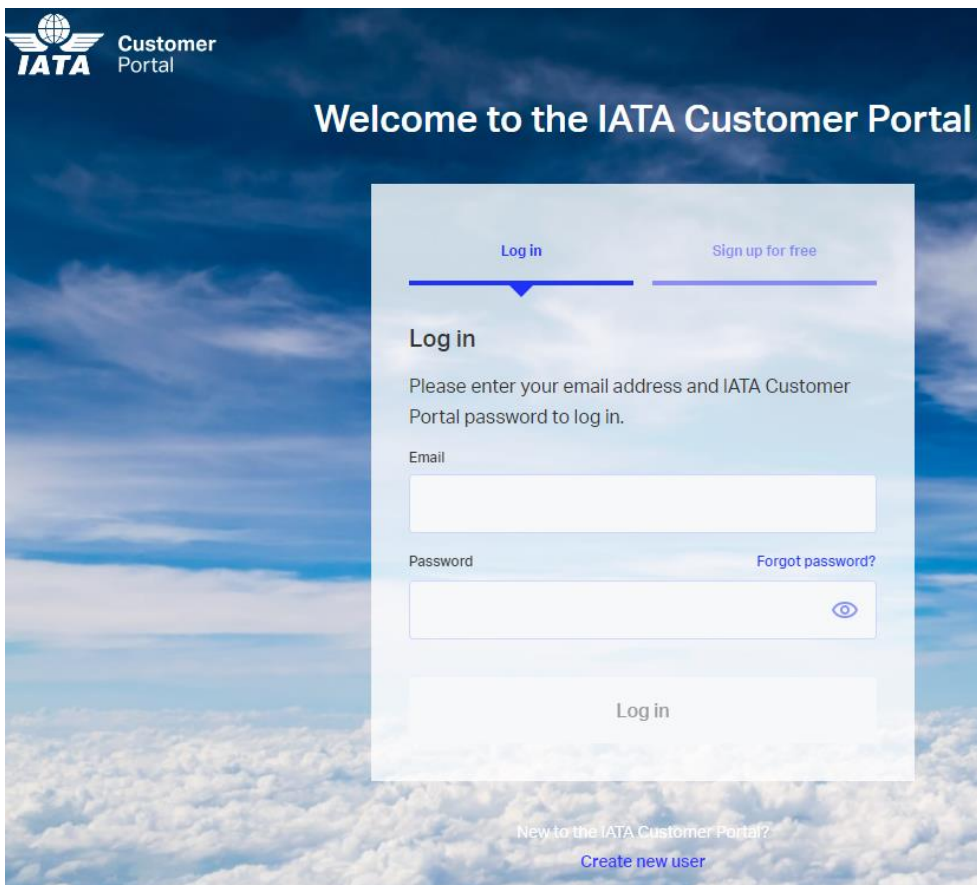 IATA
Customer
Portal
Welcome to the IATA Customer Portal
Log in
Sign up for free
Log in
Please enter your email address and IATA Customer
Portal password to log in.
Email
Password
Forgot password?
Log in
New to the IATA Customer Portal?
Create new user